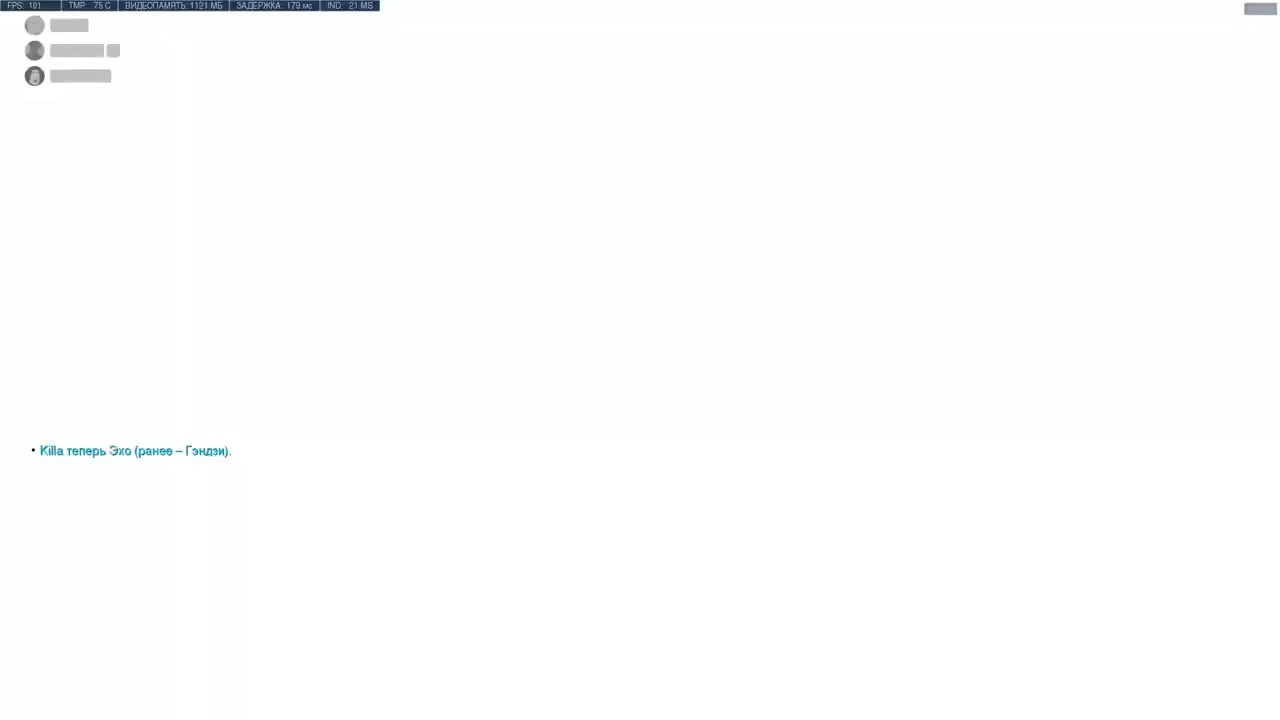 FPS: 101 TMP: 75 C ВИДЕОПАМЯТЬ: 1121 МБ ЗАДЕРЖКА: 179 мс IND: 21 MS
• Killa теперь Эхо (ранее – Гэндзи).